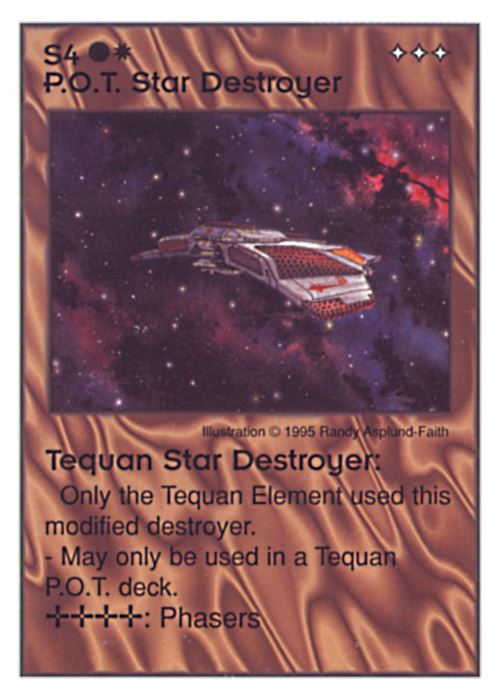 S4 ●✷ ✧✧✧
P.O.T. Star Destroyer
Illustration © 1995 Randy Asplund-Faith
Tequan Star Destroyer:
Only the Tequan Element used this
modified destroyer.
- May only be used in a Tequan
P.O.T. deck.
✛✛✛✛: Phasers